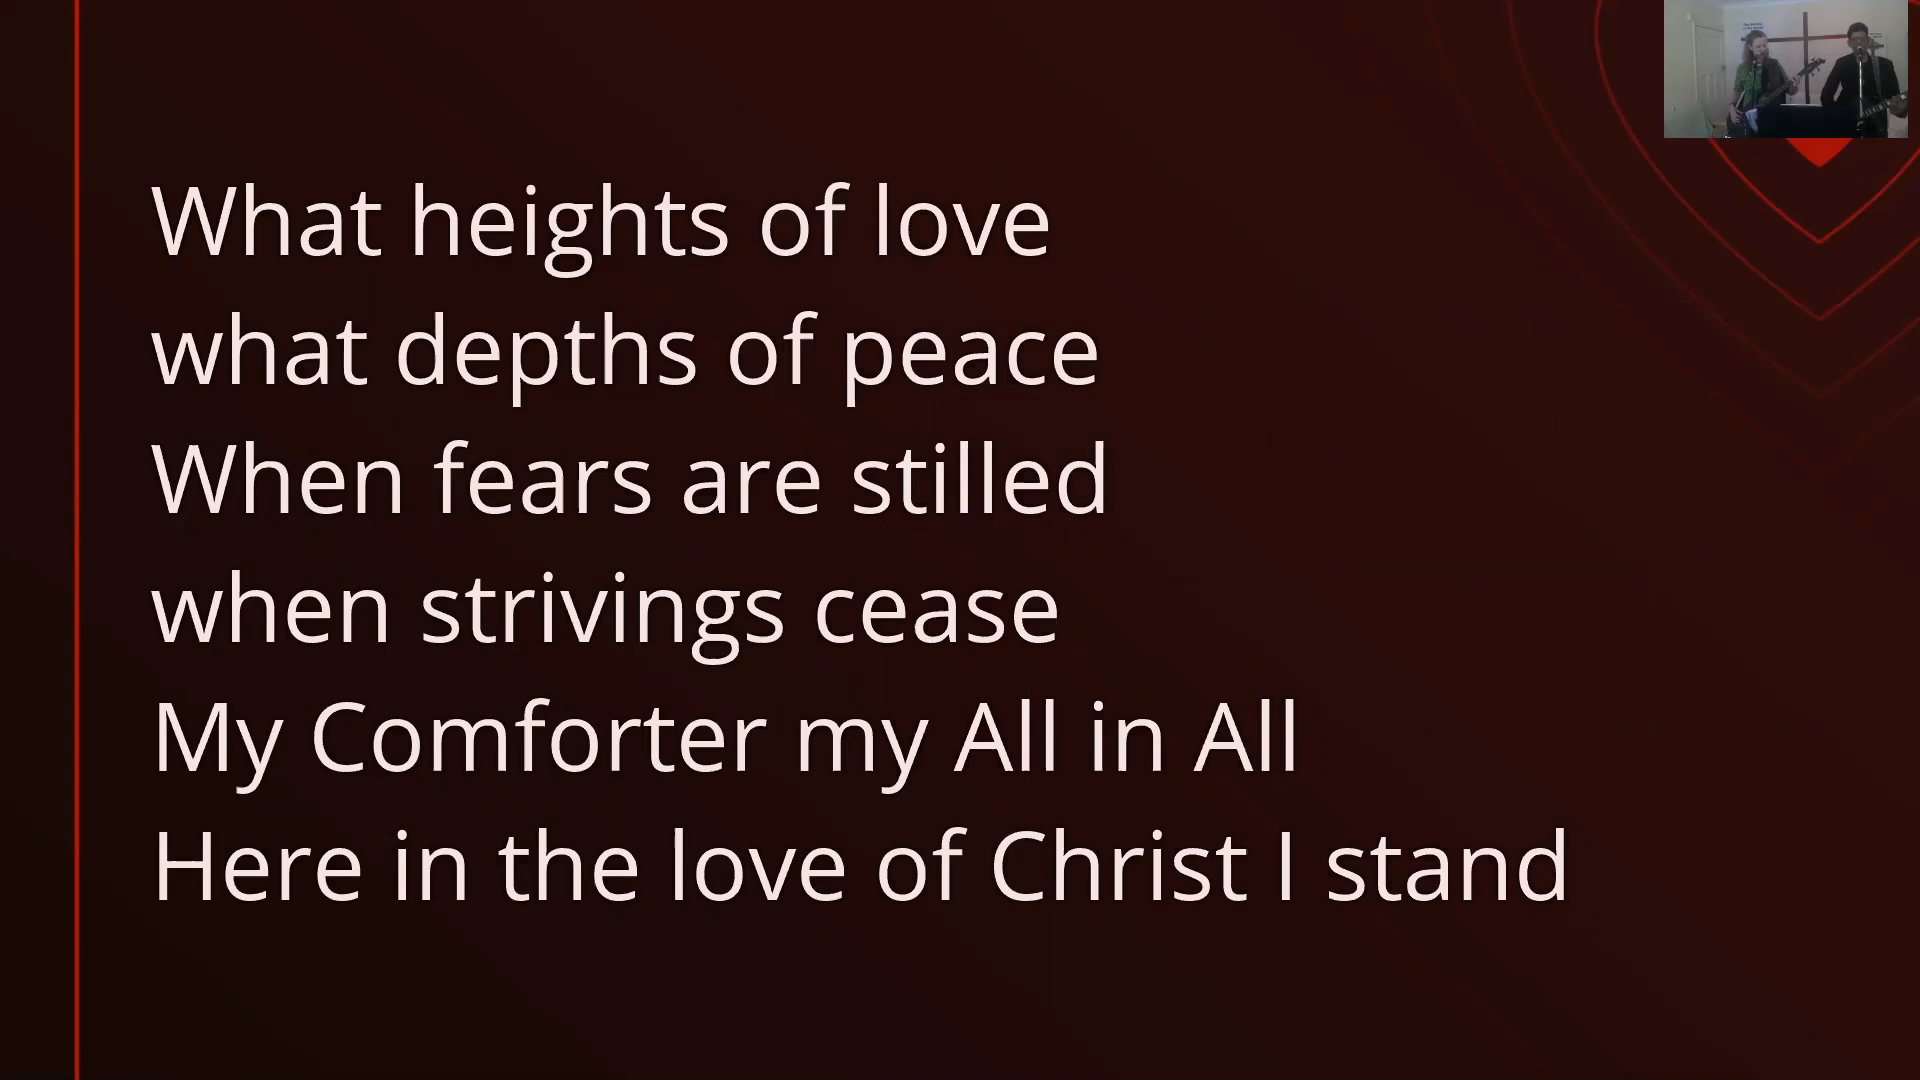 What heights of love
what depths of peace
When fears are stilled
when strivings cease
My Comforter my All in All
Here in the love of Christ I stand